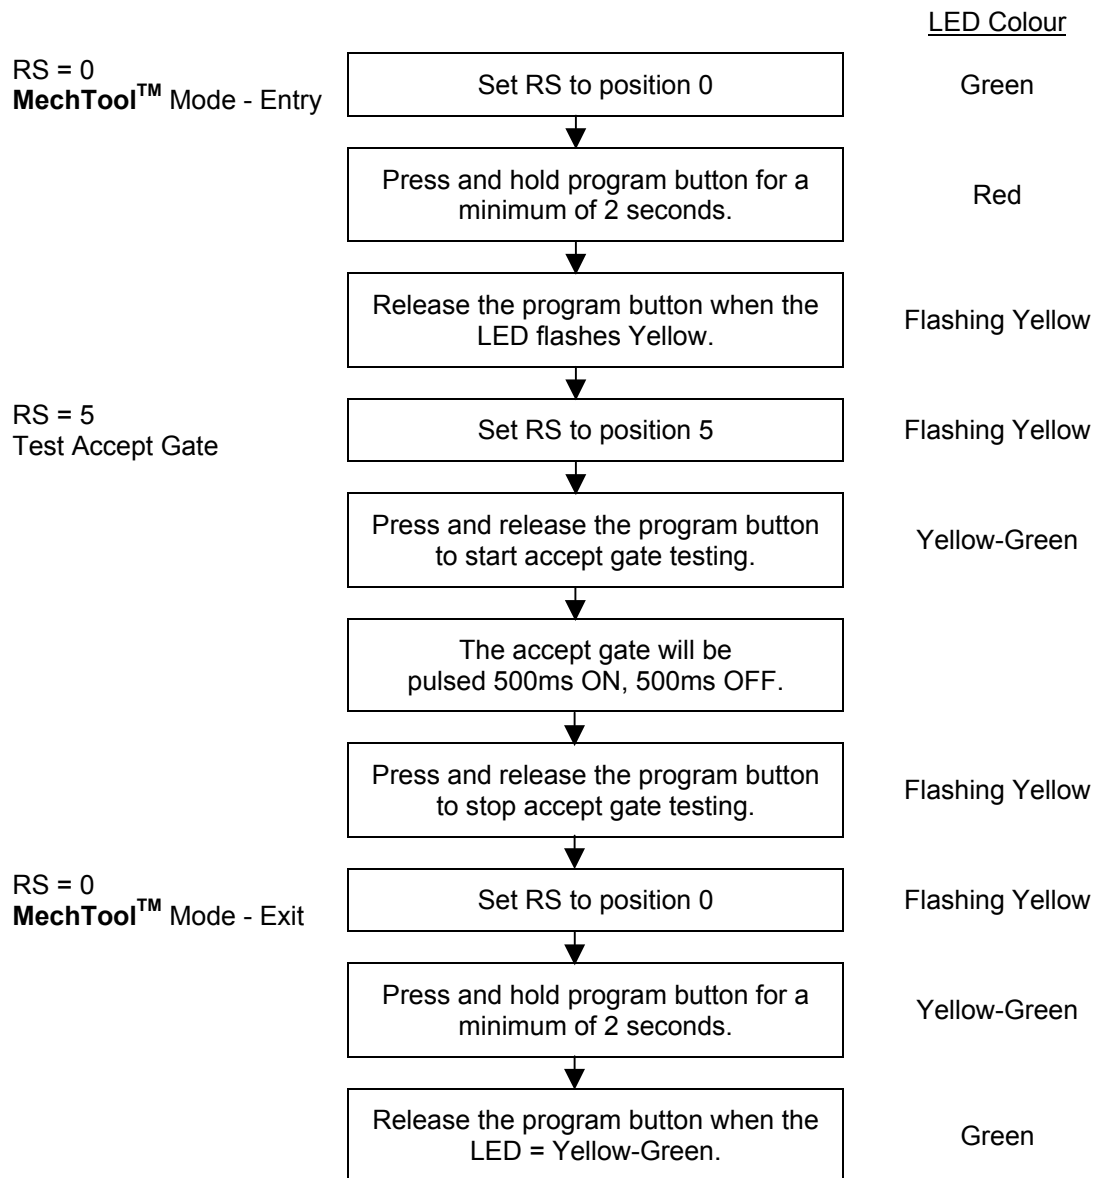 LED Colour
RS = 0
MechTool™ Mode - Entry
Set RS to position 0
Green
Press and hold program button for a
minimum of 2 seconds.
Red
Release the program button when the
LED flashes Yellow.
Flashing Yellow
RS = 5
Test Accept Gate
Set RS to position 5
Flashing Yellow
Press and release the program button
to start accept gate testing.
Yellow-Green
The accept gate will be
pulsed 500ms ON, 500ms OFF.
Press and release the program button
to stop accept gate testing.
Flashing Yellow
RS = 0
MechTool™ Mode - Exit
Set RS to position 0
Flashing Yellow
Press and hold program button for a
minimum of 2 seconds.
Yellow-Green
Release the program button when the
LED = Yellow-Green.
Green